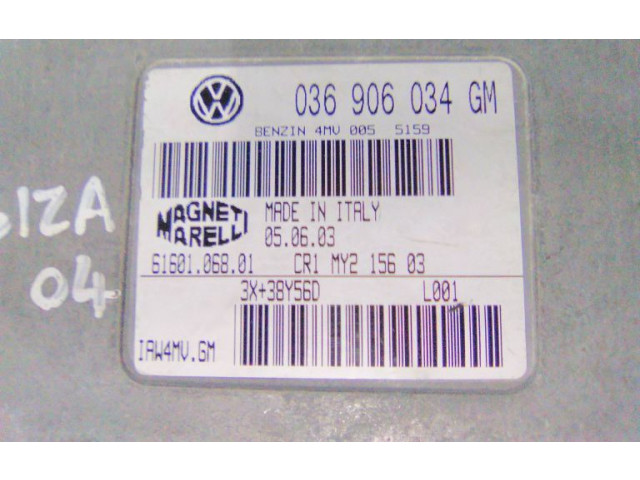 036 906 034 GM
BENZIN 4MV 005 5159
MAGNETI
MARELLI
MADE IN ITALY
05.06.03
61601.068.01 CR1 MY2 156 03
3X+38Y56D L001
IAW4MV.GM
04